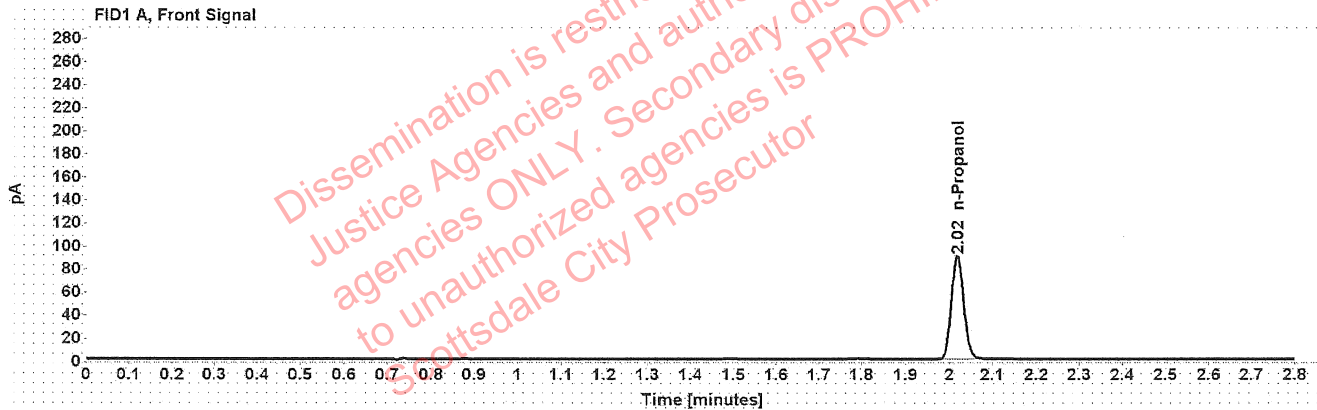 FID1 A, Front Signal
280
260
240
220
200
180
160
140
120
100
80
60
40
20
0
pA
2.02 n-Propanol
0 0.1 0.2 0.3 0.4 0.5 0.6 0.7 0.8 0.9 1 1.1 1.2 1.3 1.4 1.5 1.6 1.7 1.8 1.9 2 2.1 2.2 2.3 2.4 2.5 2.6 2.7 2.8
Time [minutes]
Dissemination is
Justice Agencies and
agencies ONLY. Secondary
to unauthorized agencies is
Scottsdale City Prosecutor